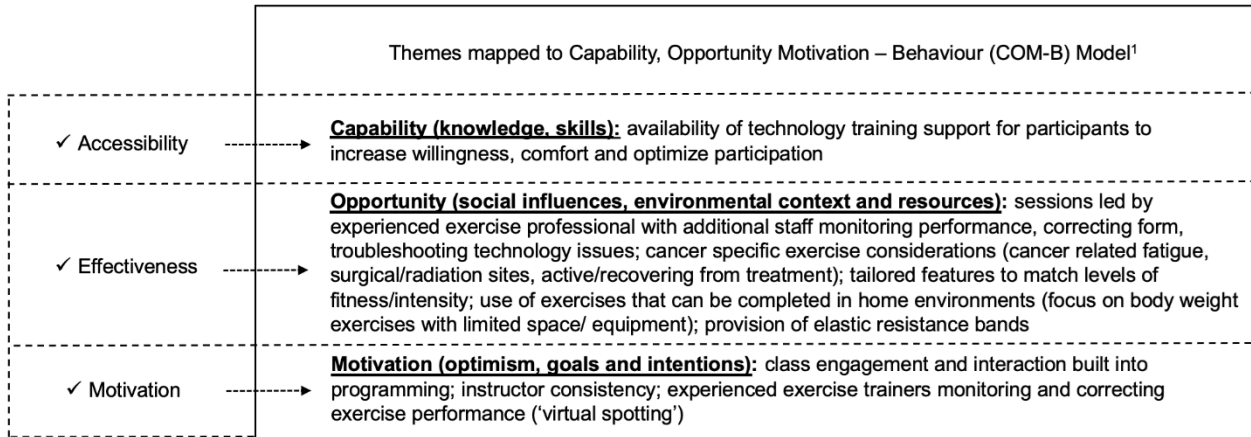 Themes mapped to Capability, Opportunity Motivation – Behaviour (COM-B) Model¹
✓ Accessibility
Capability (knowledge, skills): availability of technology training support for participants to
increase willingness, comfort and optimize participation
✓ Effectiveness
Opportunity (social influences, environmental context and resources): sessions led by
experienced exercise professional with additional staff monitoring performance, correcting form,
troubleshooting technology issues; cancer specific exercise considerations (cancer related fatigue,
surgical/radiation sites, active/recovering from treatment); tailored features to match levels of
fitness/intensity; use of exercises that can be completed in home environments (focus on body weight
exercises with limited space/ equipment); provision of elastic resistance bands
✓ Motivation
Motivation (optimism, goals and intentions): class engagement and interaction built into
programming; instructor consistency; experienced exercise trainers monitoring and correcting
exercise performance (‘virtual spotting’)